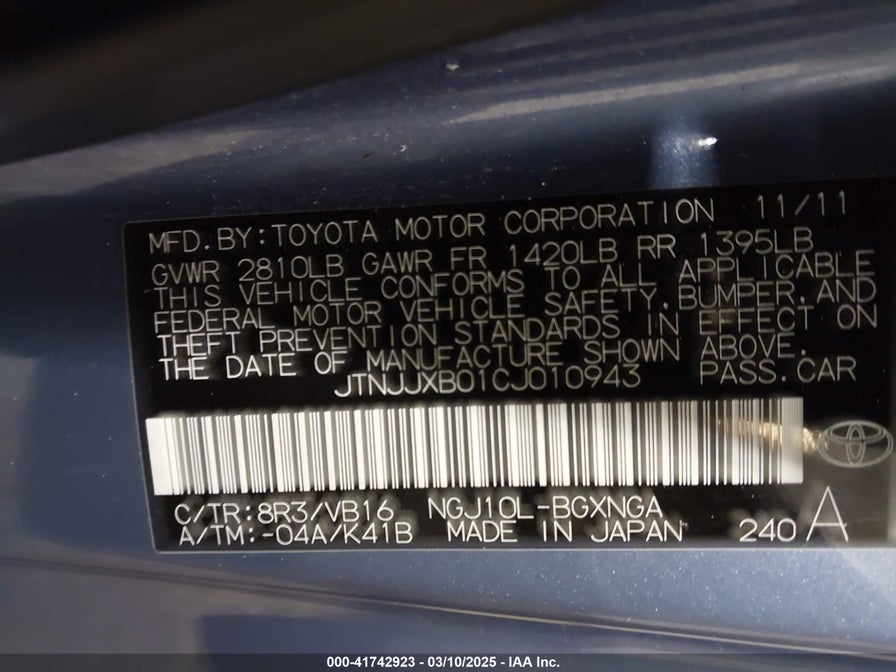 MFD.BY:TOYOTA MOTOR CORPORATION 11/11
GVWR 2810LB GAWR FR 1420LB RR 1395LB
THIS VEHICLE CONFORMS TO ALL APPLICABLE
FEDERAL MOTOR VEHICLE SAFETY,BUMPER,AND
THEFT PREVENTION STANDARDS IN EFFECT ON
THE DATE OF MANUFACTURE SHOWN ABOVE.
JTNJJXB01CJ010943 PASS.CAR
C/TR:8R3/VB16 NGJ10L-BGXNGA
A/TM:-04A/K41B MADE IN JAPAN 240 A
000-41742923 - 03/10/2025 - IAA Inc.